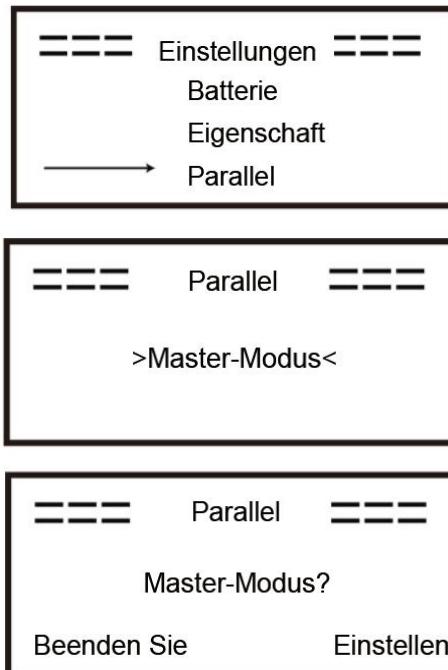 Einstellungen
Batterie
Eigenschaft
Parallel
Parallel
>Master-Modus<
Parallel
Master-Modus?
Beenden Sie Einstellen